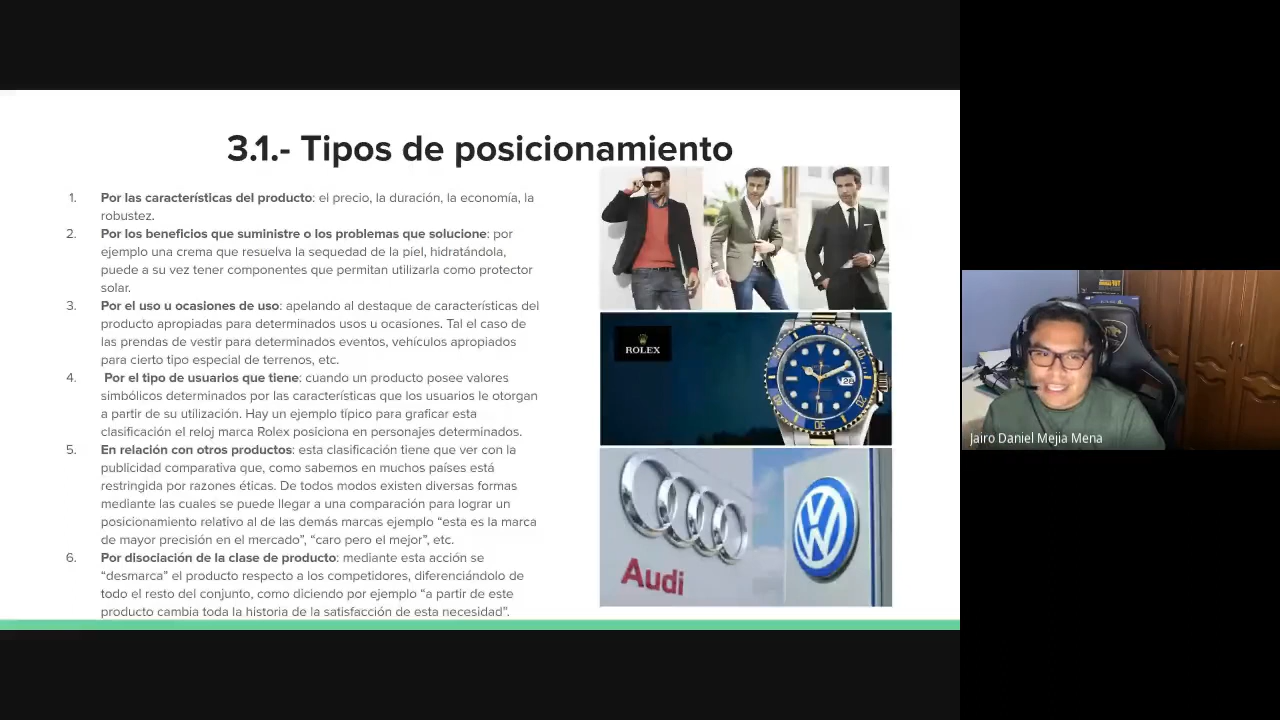 3.1.- Tipos de posicionamiento
1. Por las características del producto: el precio, la duración, la economía, la
robustez.
2. Por los beneficios que suministre o los problemas que solucione: por
ejemplo una crema que resuelva la sequedad de la piel, hidratándola,
puede a su vez tener componentes que permitan utilizarla como protector
solar.
3. Por el uso u ocasiones de uso: apelando al destaque de características del
producto apropiadas para determinados usos u ocasiones. Tal el caso de
las prendas de vestir para determinados eventos, vehículos apropiados
para cierto tipo especial de terrenos, etc.
4. Por el tipo de usuarios que tiene: cuando un producto posee valores
simbólicos determinados por las características que los usuarios le otorgan
a partir de su utilización. Hay un ejemplo típico para graficar esta
clasificación el reloj marca Rolex posiciona en personajes determinados.
5. En relación con otros productos: esta clasificación tiene que ver con la
publicidad comparativa que, como sabemos en muchos países está
restringida por razones éticas. De todos modos existen diversas formas
mediante las cuales se puede llegar a una comparación para lograr un
posicionamiento relativo al de las demás marcas ejemplo “esta es la marca
de mayor precisión en el mercado”, “caro pero el mejor”, etc.
6. Por disociación de la clase de producto: mediante esta acción se
“desmarca” el producto respecto a los competidores, diferenciándolo de
todo el resto del conjunto, como diciendo por ejemplo “a partir de este
producto cambia toda la historia de la satisfacción de esta necesidad”.
ROLEX
Audi
VW
Jairo Daniel Mejia Mena